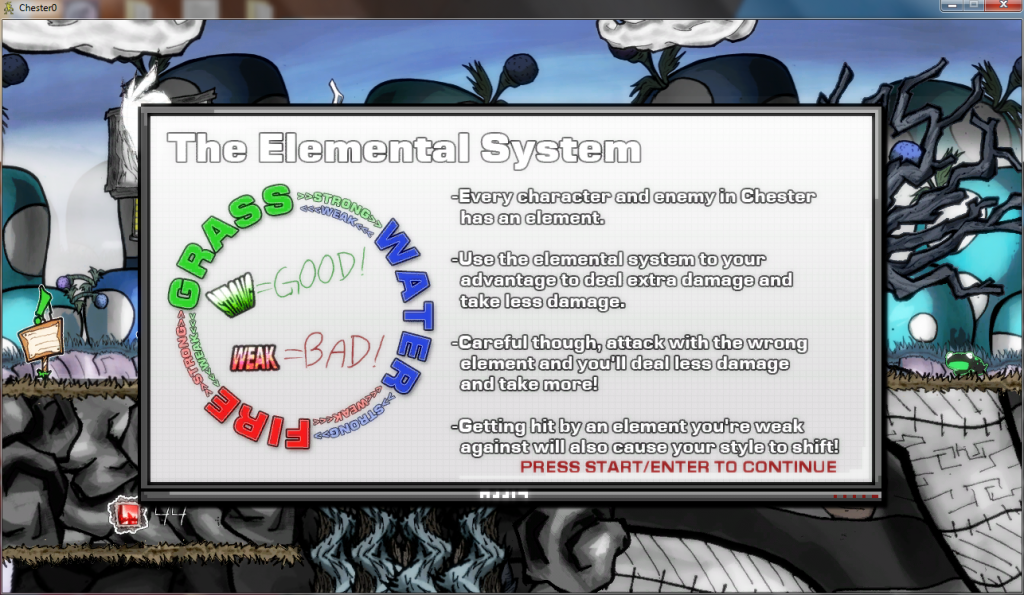 Chester0
The Elemental System
GRASS
>>STRONG>>
<<<WEAK<<<
WATER
=GOOD!
WEAK =BAD!
>>STRONG>>
<<<WEAK<<<
FIRE
<<<WEAK<<<
>>STRONG>>
-Every character and enemy in Chester
has an element.
-Use the elemental system to your
advantage to deal extra damage and
take less damage.
-Careful though, attack with the wrong
element and you'll deal less damage
and take more!
-Getting hit by an element you're weak
against will also cause your style to shift!
PRESS START/ENTER TO CONTINUE
44